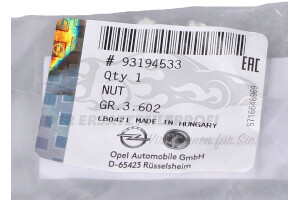 # 93194533
EAC
Qty 1
NUT
GR.3.602
LB0421 MADE IN HUNGARY
Opel Automobile GmbH
D-65423 Rüsselsheim